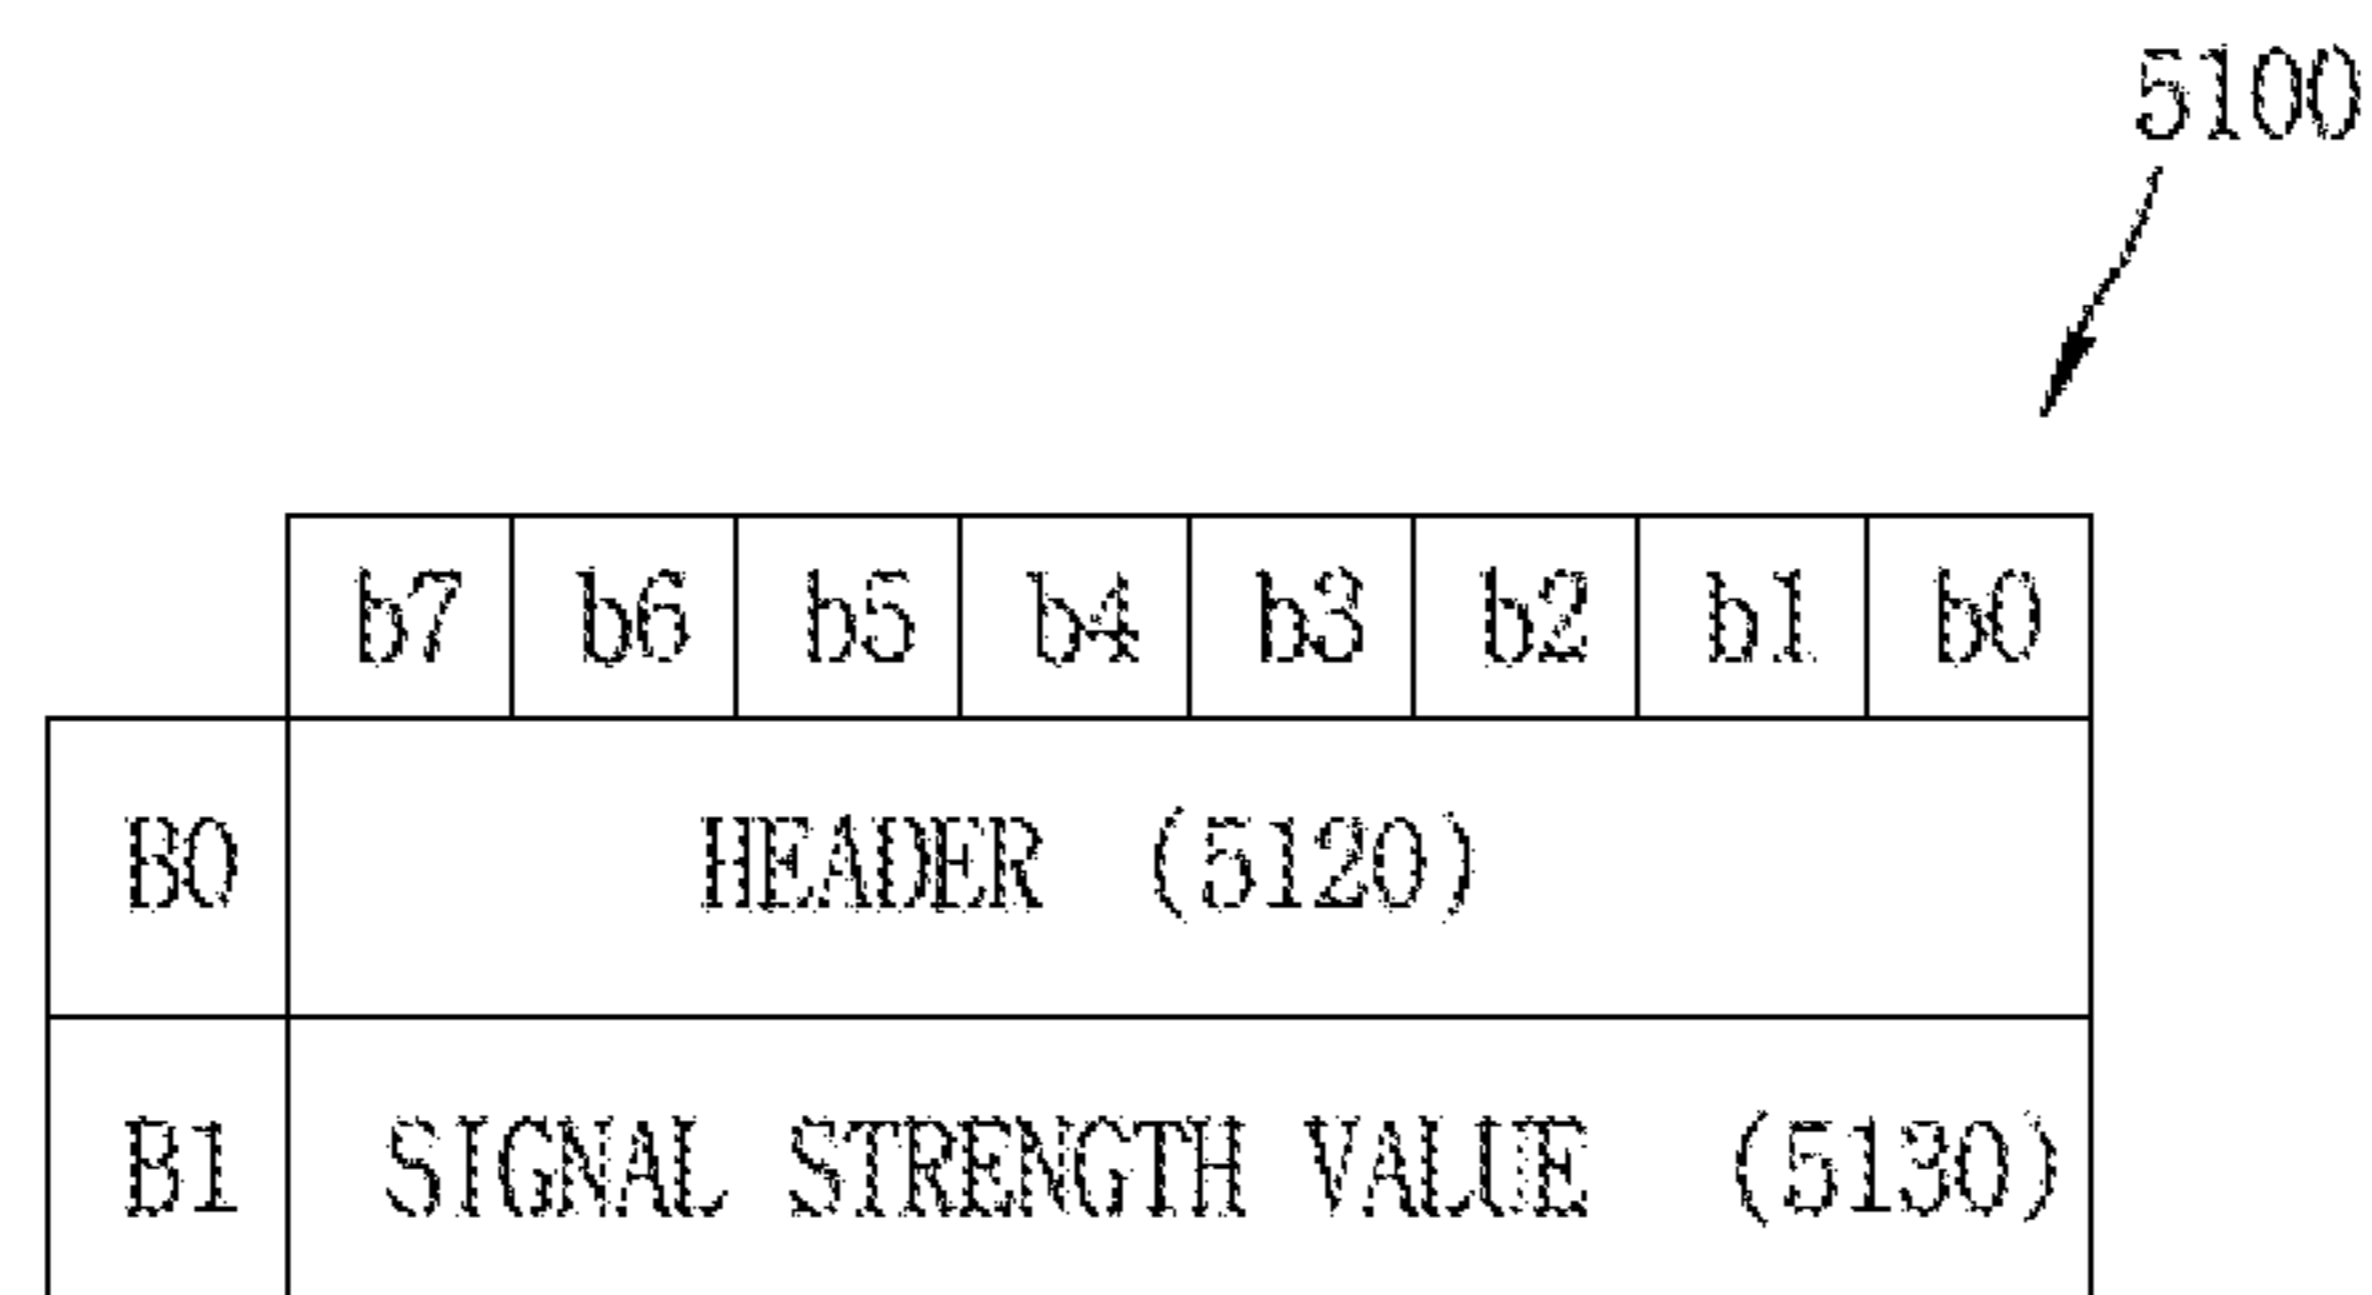 5100
b7 b6 b5 b4 b3 b2 b1 b0
B0 HEADER (5120)
B1 SIGNAL STRENGTH VALUE (5130)